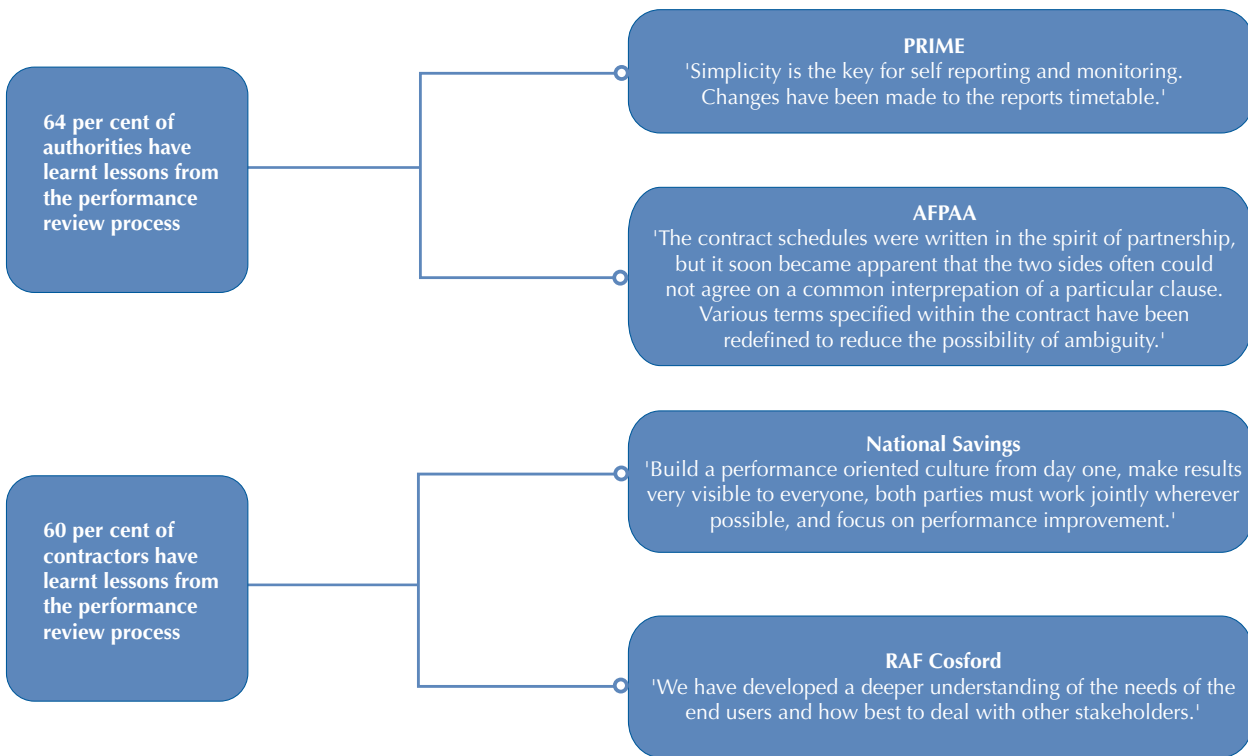 64 per cent of
authorities have
learnt lessons from
the performance
review process
PRIME
'Simplicity is the key for self reporting and monitoring.
Changes have been made to the reports timetable.'
AFPAA
'The contract schedules were written in the spirit of partnership,
but it soon became apparent that the two sides often could
not agree on a common interprepation of a particular clause.
Various terms specified within the contract have been
redefined to reduce the possibility of ambiguity.'
60 per cent of
contractors have
learnt lessons from
the performance
review process
National Savings
'Build a performance oriented culture from day one, make results
very visible to everyone, both parties must work jointly wherever
possible, and focus on performance improvement.'
RAF Cosford
'We have developed a deeper understanding of the needs of the
end users and how best to deal with other stakeholders.'